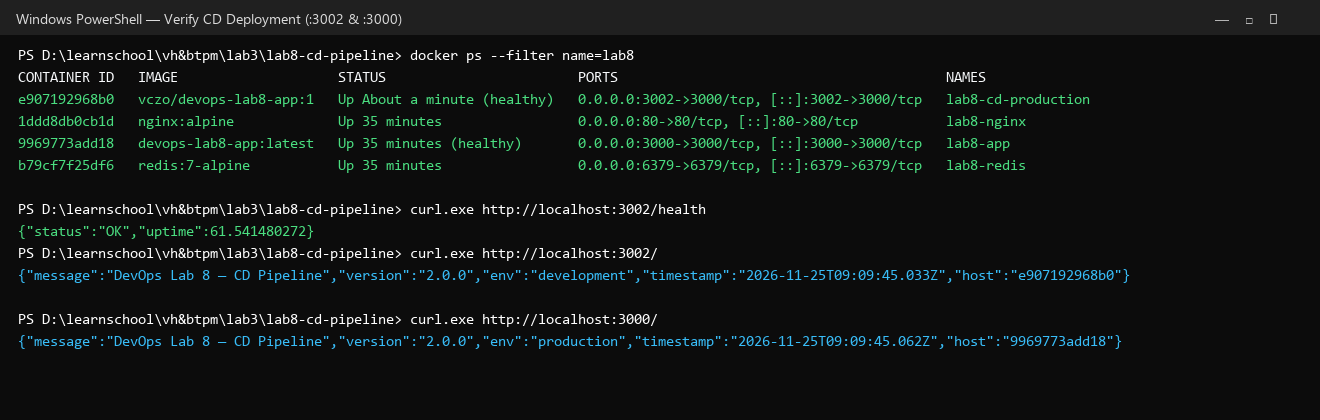 Windows PowerShell — Verify CD Deployment (:3002 & :3000)
PS D:\learnschool\vh&btpm\lab3\lab8-cd-pipeline> docker ps --filter name=lab8
CONTAINER ID   IMAGE                    STATUS                        PORTS                                         NAMES
e907192968b0   vczo/devops-lab8-app:1   Up About a minute (healthy)   0.0.0.0:3002->3000/tcp, [::]:3002->3000/tcp   lab8-cd-production
1ddd8db0cb1d   nginx:alpine             Up 35 minutes                 0.0.0.0:80->80/tcp, [::]:80->80/tcp           lab8-nginx
9969773add18   devops-lab8-app:latest   Up 35 minutes (healthy)       0.0.0.0:3000->3000/tcp, [::]:3000->3000/tcp   lab8-app
b79cf7f25df6   redis:7-alpine           Up 35 minutes                 0.0.0.0:6379->6379/tcp, [::]:6379->6379/tcp   lab8-redis
PS D:\learnschool\vh&btpm\lab3\lab8-cd-pipeline> curl.exe http://localhost:3002/health
{"status":"OK","uptime":61.541480272}
PS D:\learnschool\vh&btpm\lab3\lab8-cd-pipeline> curl.exe http://localhost:3002/
{"message":"DevOps Lab 8 — CD Pipeline","version":"2.0.0","env":"development","timestamp":"2026-11-25T09:09:45.033Z","host":"e907192968b0"}
PS D:\learnschool\vh&btpm\lab3\lab8-cd-pipeline> curl.exe http://localhost:3000/
{"message":"DevOps Lab 8 — CD Pipeline","version":"2.0.0","env":"production","timestamp":"2026-11-25T09:09:45.062Z","host":"9969773add18"}